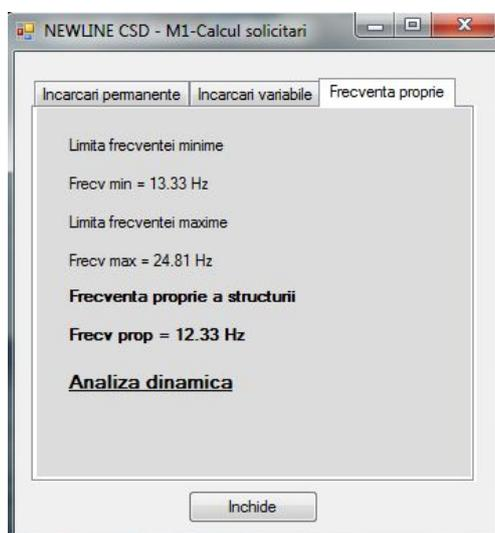 NEWLINE CSD - M1-Calcul solicitari
Incarcari permanente
Incarcari variabile
Frecventa proprie
Limita frecventei minime
Frecv min = 13.33 Hz
Limita frecventei maxime
Frecv max = 24.81 Hz
Frecventa proprie a structurii
Frecv prop = 12.33 Hz
Analiza dinamica
Inchide